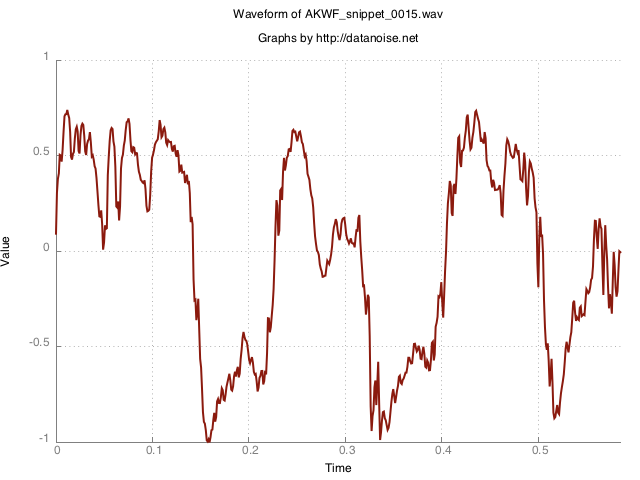 Waveform of AKWF_snippet_0015.wav
Graphs by http://datanoise.net
1
0.5
0
-0.5
-1
Value
0 0.1 0.2 0.3 0.4 0.5
Time